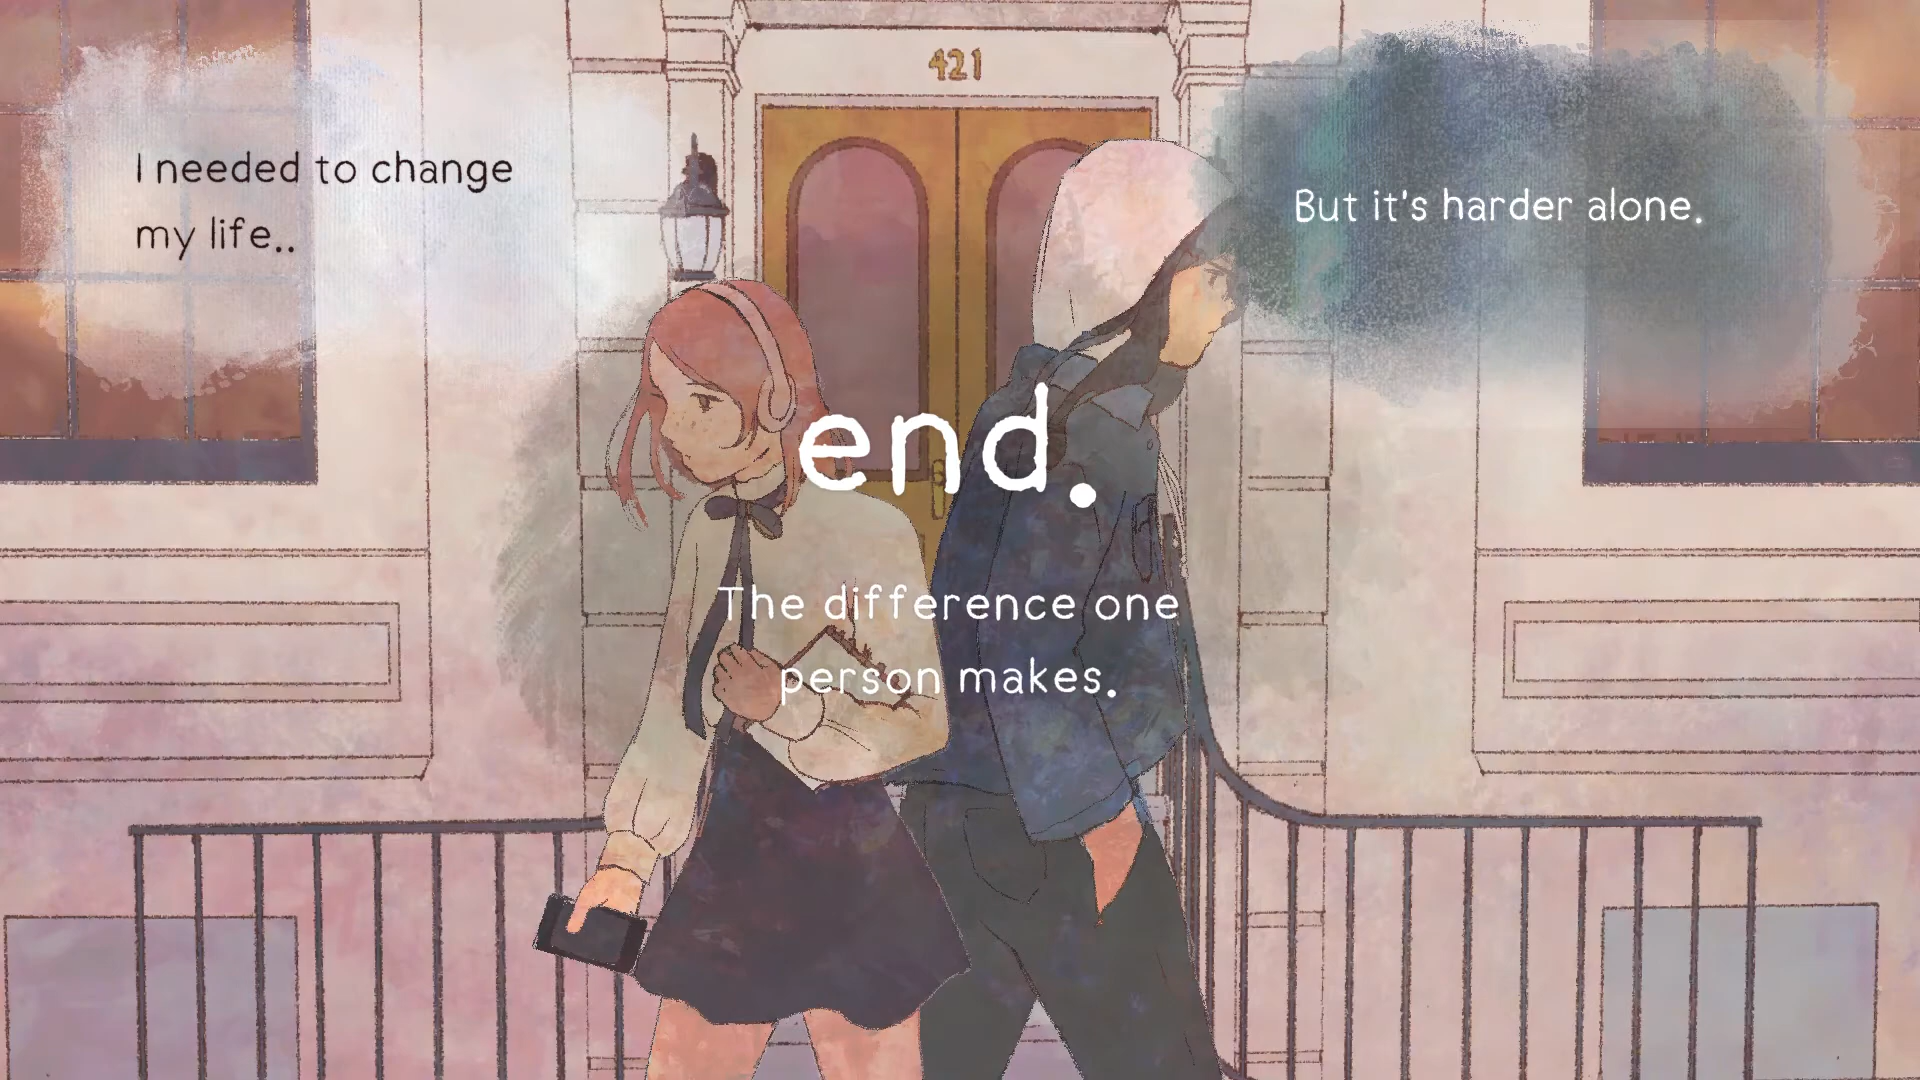 421
I needed to change
my life..
But it's harder alone.
end.
The difference one
person makes.